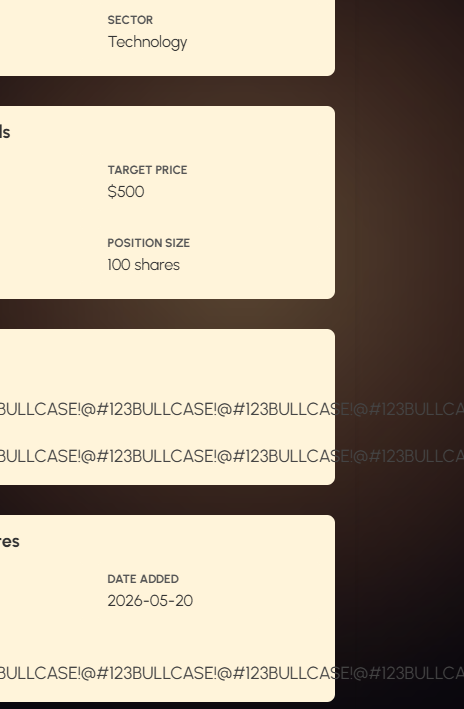 SECTOR
Technology
ls
TARGET PRICE
$500
POSITION SIZE
100 shares
BULLCASE!@#123BULLCASE!@#123BULLCASE!@#123BULLCA
BULLCASE!@#123BULLCASE!@#123BULLCASE!@#123BULLCA
res
DATE ADDED
2026-05-20
BULLCASE!@#123BULLCASE!@#123BULLCASE!@#123BULLCA